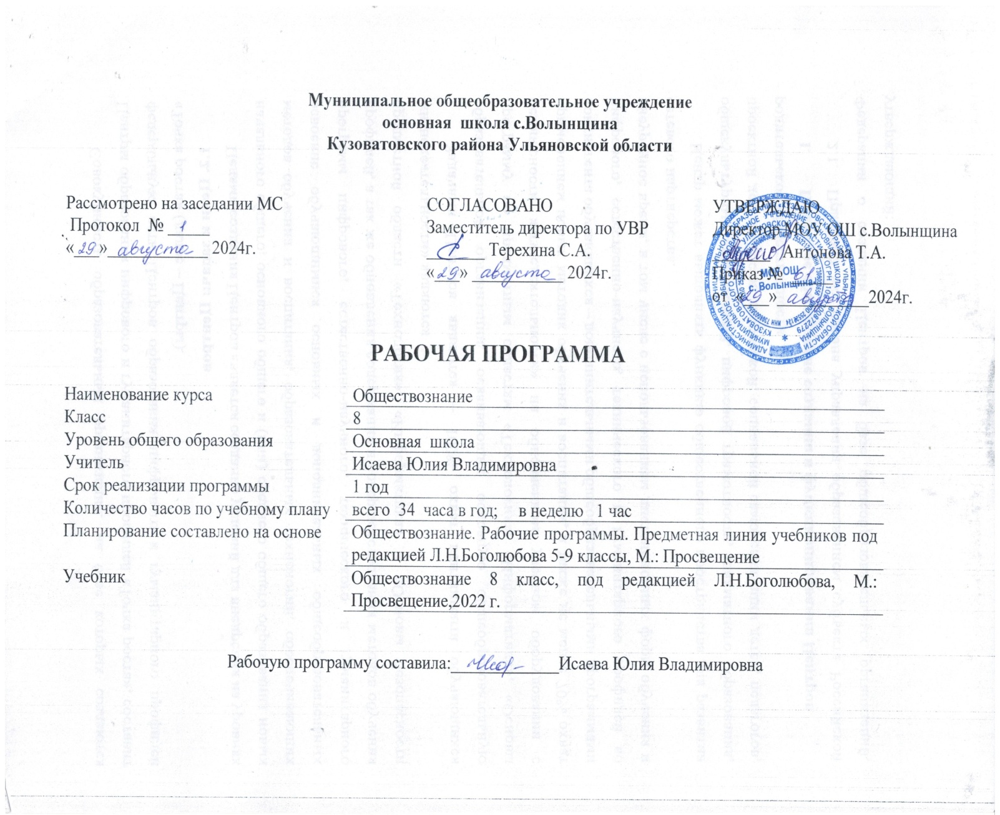 Муниципальное общеобразовательное учреждение
основная школа с.Волынщина
Кузоватовского района Ульяновской области
Рассмотрено на заседании МС
Протокол № 1
«29» августа 2024г.
СОГЛАСОВАНО
Заместитель директора по УВР
Терехина С.А.
«29» августа 2024г.
УТВЕРЖДАЮ
Директор МОУ ОШ с.Волынщина
Антонова Т.А.
Приказ № 61
от «29» августа 2024г.
МОУ ОШ
с. Волынщина
РАБОЧАЯ ПРОГРАММА
Наименование курса Обществознание
Класс 8
Уровень общего образования Основная школа
Учитель Исаева Юлия Владимировна
Срок реализации программы 1 год
Количество часов по учебному плану всего 34 часа в год; в неделю 1 час
Планирование составлено на основе Обществознание. Рабочие программы. Предметная линия учебников под
редакцией Л.Н.Боголюбова 5-9 классы, М.: Просвещение
Учебник Обществознание 8 класс, под редакцией Л.Н.Боголюбова, М.:
Просвещение,2022 г.
Рабочую программу составила: Исаева Юлия Владимировна